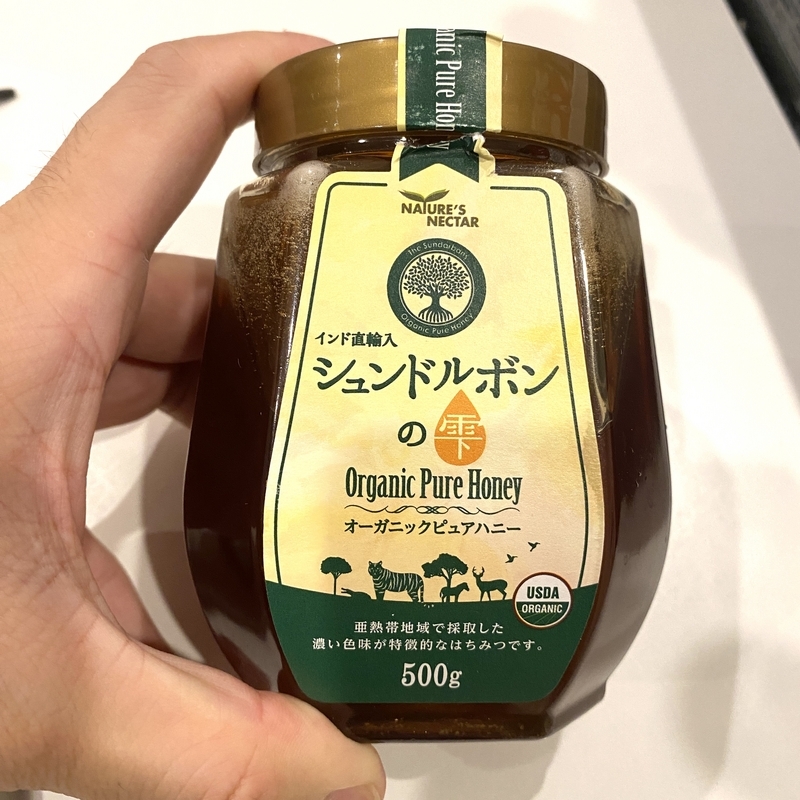 Organic Pure Hon
NATURE'S
NECTAR
The Sundarbans
Organic Pure Honey
インド直輸入
シュンドルボン
の雫
Organic Pure Honey
オーガニックピュアハニー
USDA
ORGANIC
亜熱帯地域で採取した
濃い色味が特徴的なはちみつです。
500g